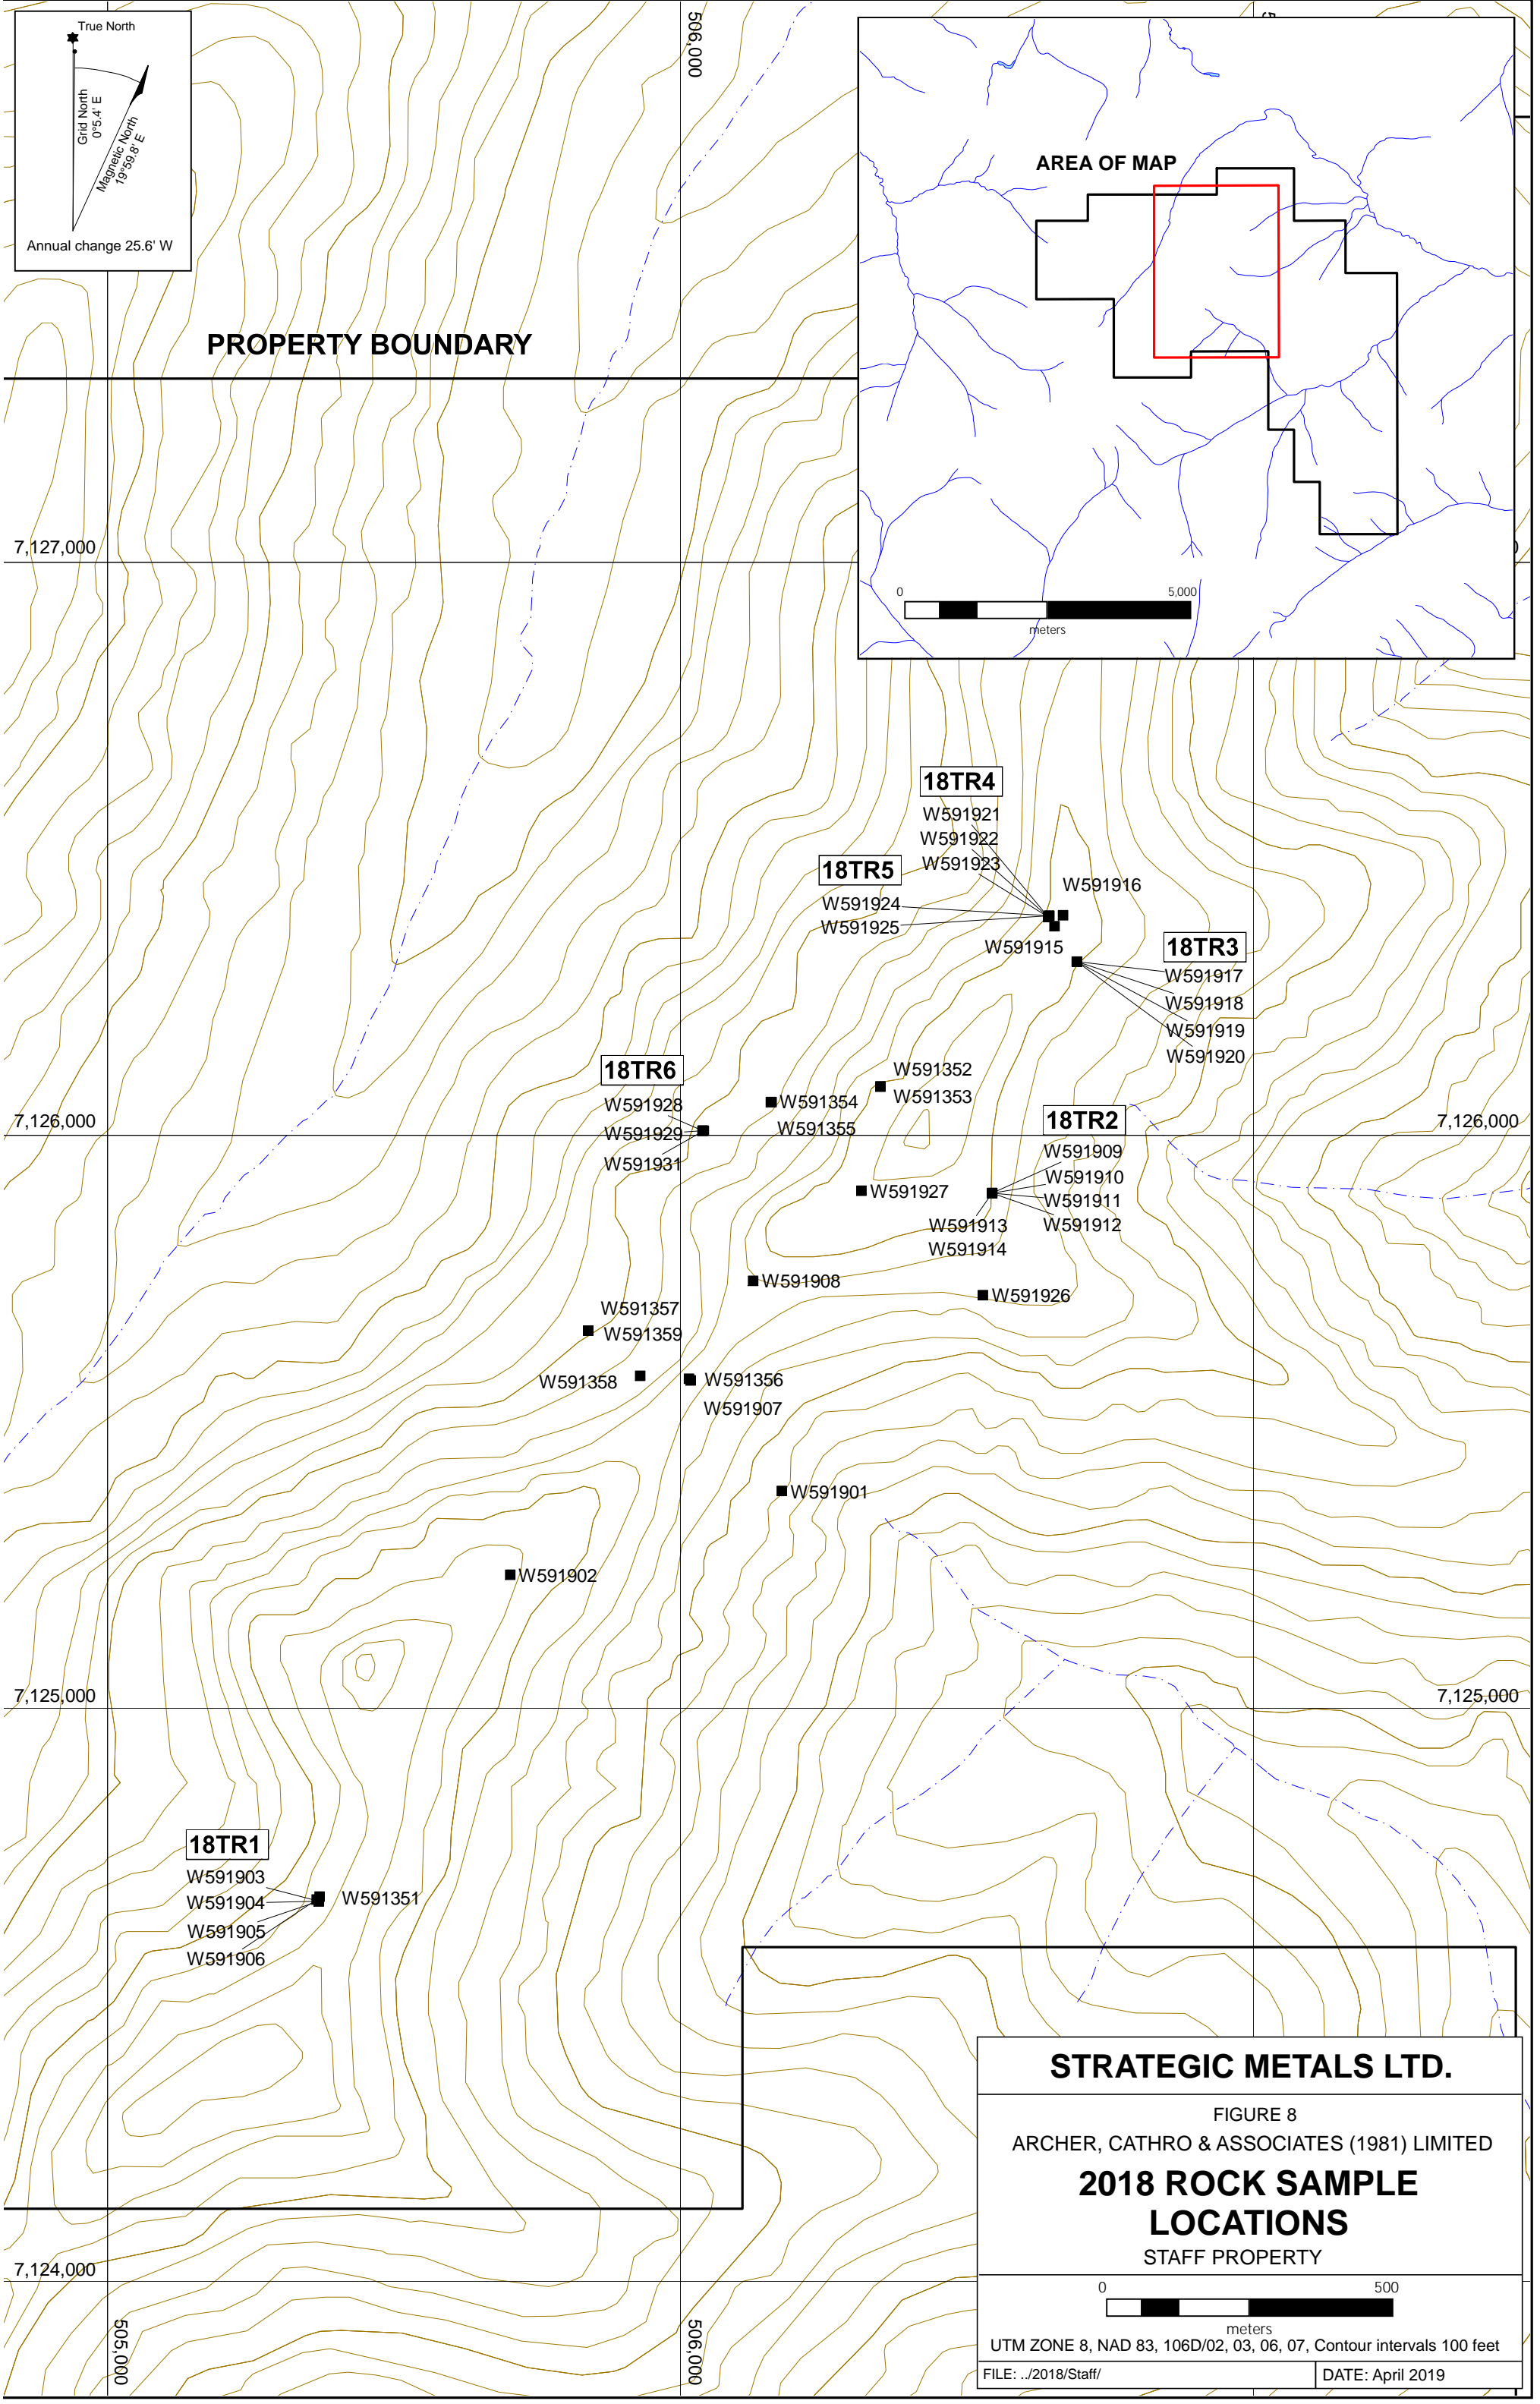 True North
Grid North
0°5.4' E
Magnetic North
19°59.8' E
Annual change 25.6' W
506,000
AREA OF MAP
0
5,000
meters
PROPERTY BOUNDARY
7,127,000
18TR4
W591921
W591922
W591923
18TR5
W591924
W591925
W591916
W591915
18TR3
W591917
W591918
W591919
W591920
18TR6
W591928
W591929
W591931
W591354
W591355
W591352
W591353
7,126,000
7,126,000
18TR2
W591909
W591910
W591911
W591912
W591913
W591914
W591927
W591908
W591926
W591357
W591359
W591358
W591356
W591907
W591901
W591902
7,125,000
7,125,000
18TR1
W591903
W591904
W591905
W591906
W591351
7,124,000
505,000
506,000
STRATEGIC METALS LTD.
FIGURE 8
ARCHER, CATHRO & ASSOCIATES (1981) LIMITED
2018 ROCK SAMPLE
LOCATIONS
STAFF PROPERTY
0
500
meters
UTM ZONE 8, NAD 83, 106D/02, 03, 06, 07, Contour intervals 100 feet
FILE: ../2018/Staff/
DATE: April 2019